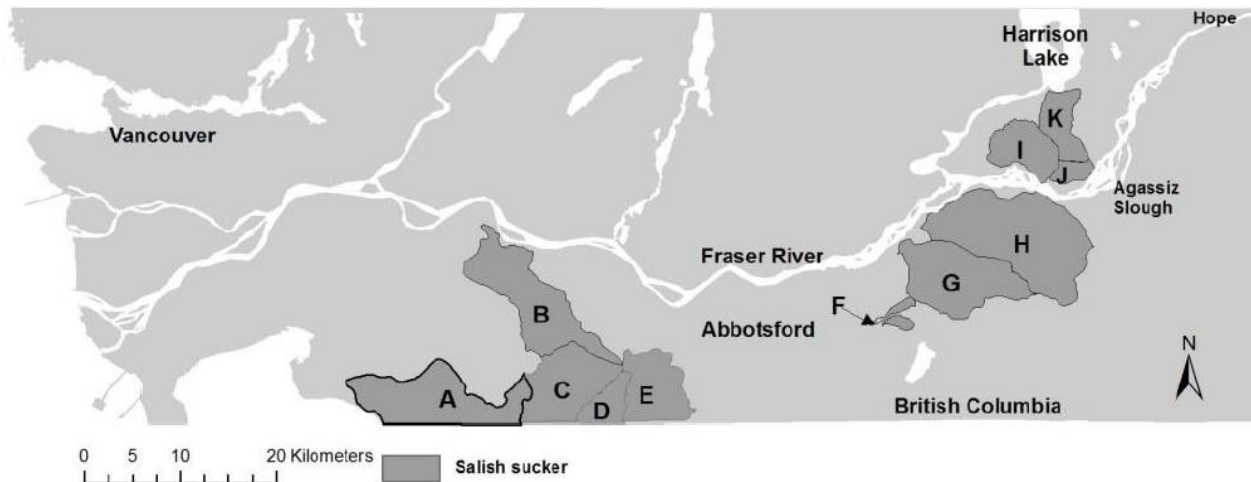 Hope
Harrison
Lake
Vancouver
K
I
J
Agassiz
Slough
Fraser River
H
G
B
F
Abbotsford
N
A
C
D
E
British Columbia
0 5 10 20 Kilometers
Salish sucker